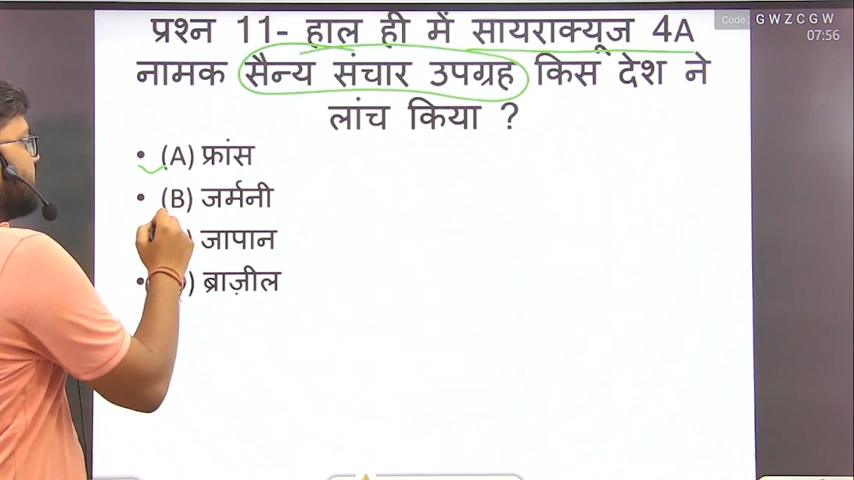 प्रश्न 11- हाल ही में सायराक्यूज 4A
नामक सैन्य संचार उपग्रह किस देश ने
लांच किया ?
• (A) फ्रांस
• (B) जर्मनी
) जापान
• ) ब्राज़ील
Code: GWZCGW
07:56